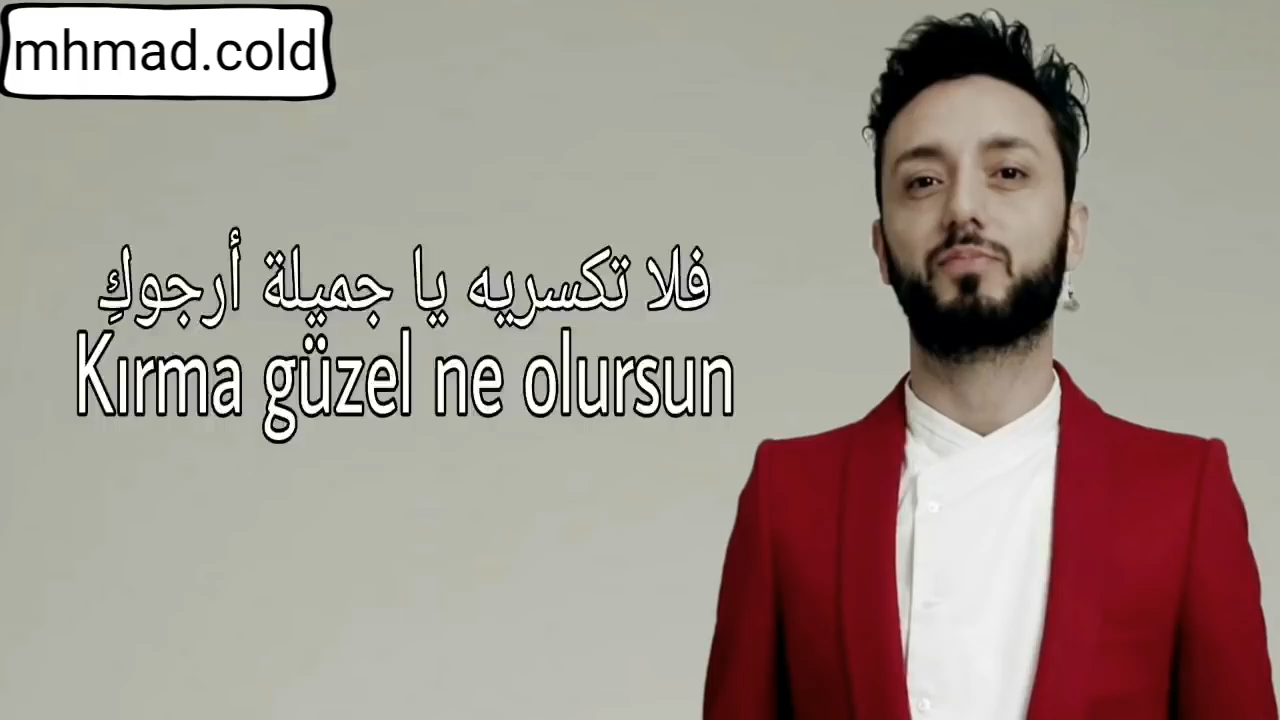 mhmad.cold
فلا تكسريه يا جميلة أرجوكِ
Kırma güzel ne olursun